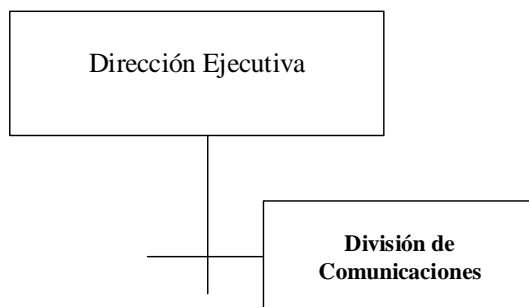 Dirección Ejecutiva
División de
Comunicaciones